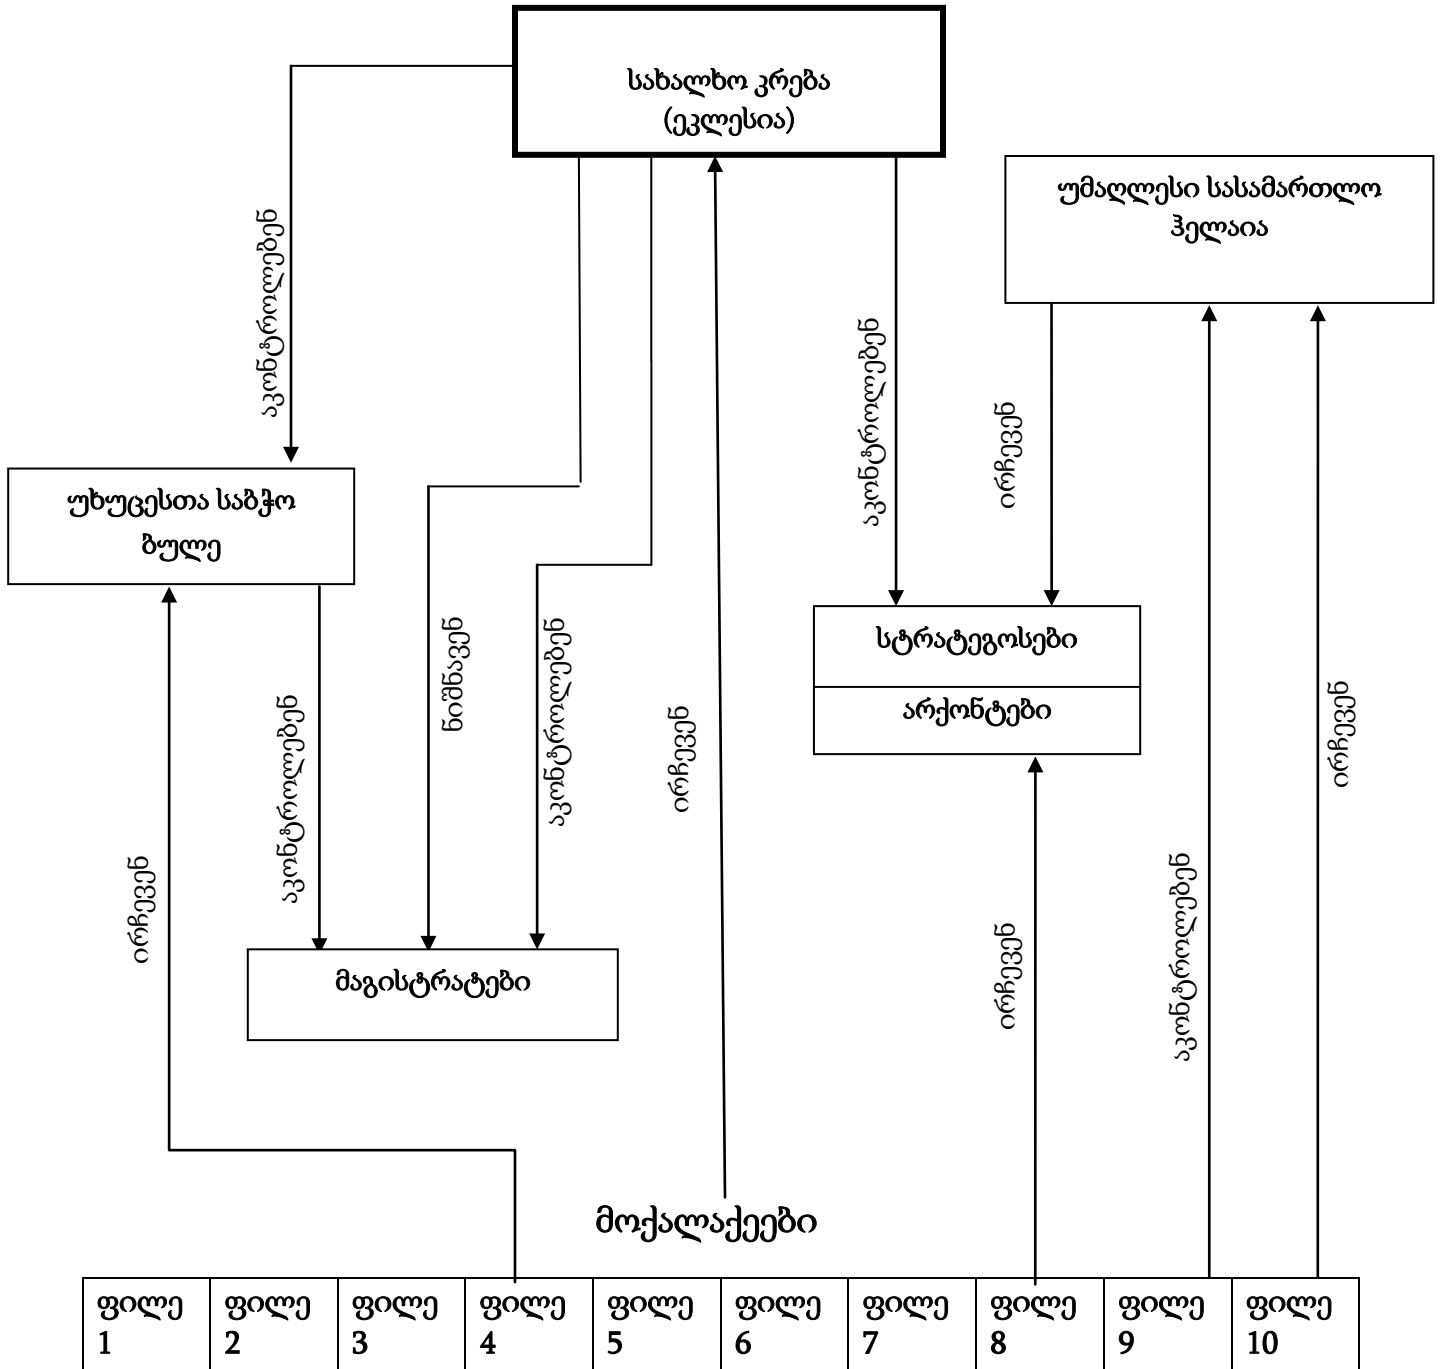 სახალხო კრება
(ეკლესია)
უმაღლესი სასამართლო
ჰელაია
აკონტროლებენ
აკონტროლებენ
ირჩევენ
უხუცესთა საბჭო
ბულე
სტრატეგოსები
არქონტები
ნიშნავენ
აკონტროლებენ
აკონტროლებენ
ირჩევენ
ირჩევენ
ირჩევენ
აკონტროლებენ
ირჩევენ
მაგისტრატები
მოქალაქეები
ფილე ფილე ფილე ფილე ფილე ფილე ფილე ფილე ფილე ფილე
1 2 3 4 5 6 7 8 9 10